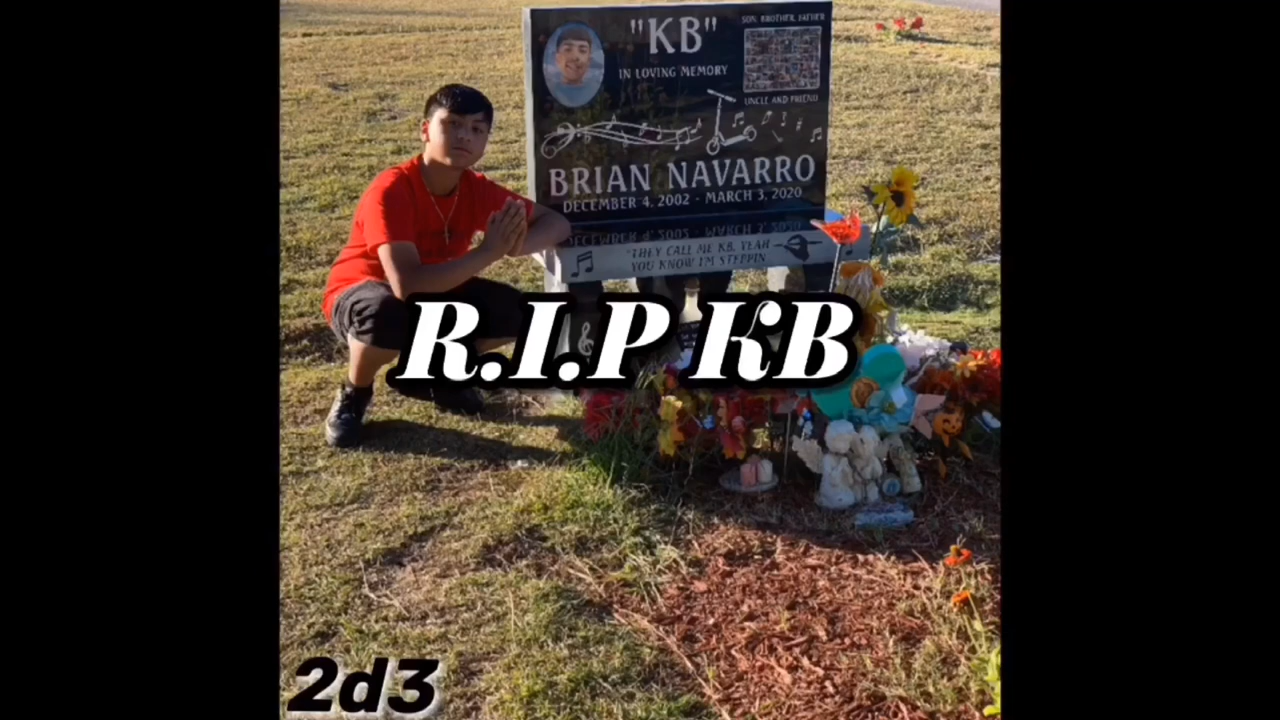 "KB"
SON, BROTHER, FATHER
IN LOVING MEMORY
UNCLE AND FRIEND
BRIAN NAVARRO
DECEMBER 4, 2002 - MARCH 3, 2020
"THEY CALL ME KB, YEAH
YOU KNOW I'M STEPPIN
R.I.P KB
2d3